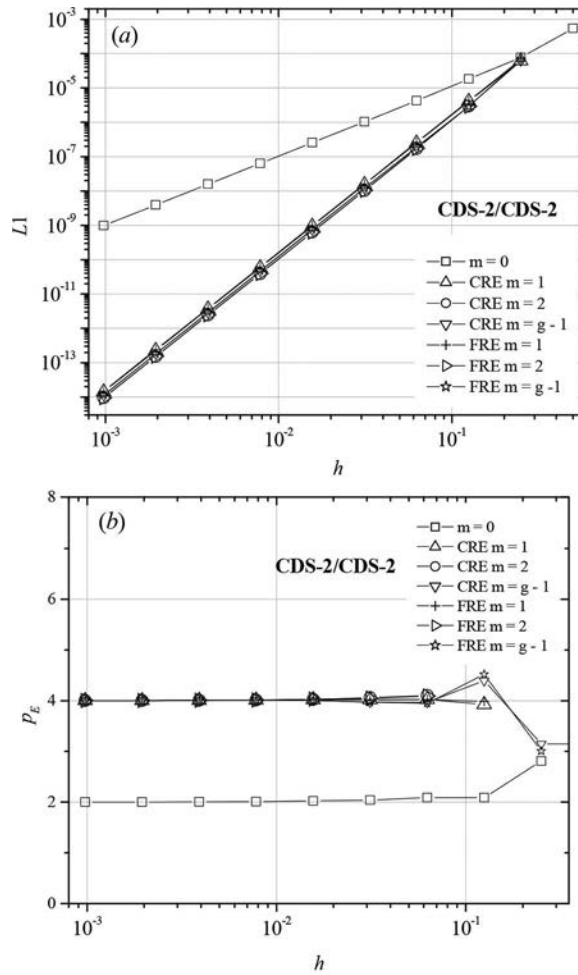 (a)
10^-3
10^-5
10^-7
10^-9
10^-11
10^-13
L1
CDS-2/CDS-2
m = 0
CRE m = 1
CRE m = 2
CRE m = g - 1
FRE m = 1
FRE m = 2
FRE m = g -1
10^-3
10^-2
10^-1
10^0
h
(b)
8
6
4
2
0
p_E
m = 0
CRE m = 1
CRE m = 2
CRE m = g - 1
FRE m = 1
FRE m = 2
FRE m = g - 1
CDS-2/CDS-2
10^-3
10^-2
10^-1
h